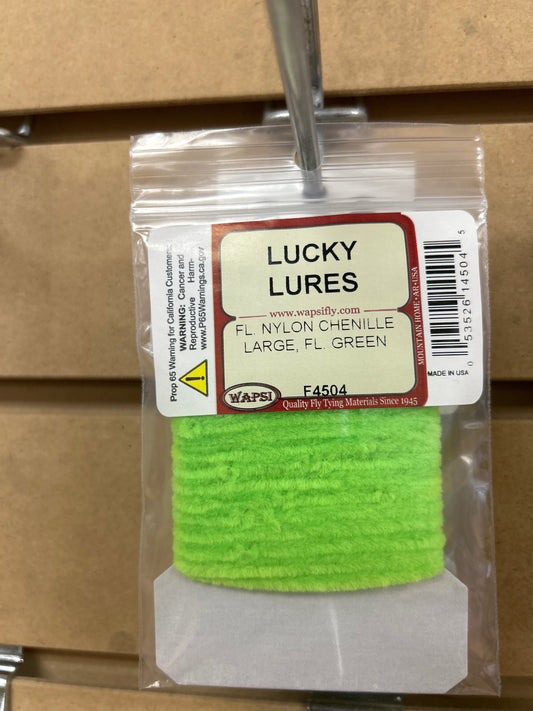 Prop 65 Warning for California Customers
WARNING: Cancer and
Reproductive Harm-
www.P65Warnings.ca.gov
LUCKY
LURES
www.wapsifly.com
FL. NYLON CHENILLE
LARGE, FL. GREEN
F4504
WAPSI
Quality Fly Tying Materials Since 1945
MOUNTAIN HOME • AR • USA
0 53526 14504 5
MADE IN USA